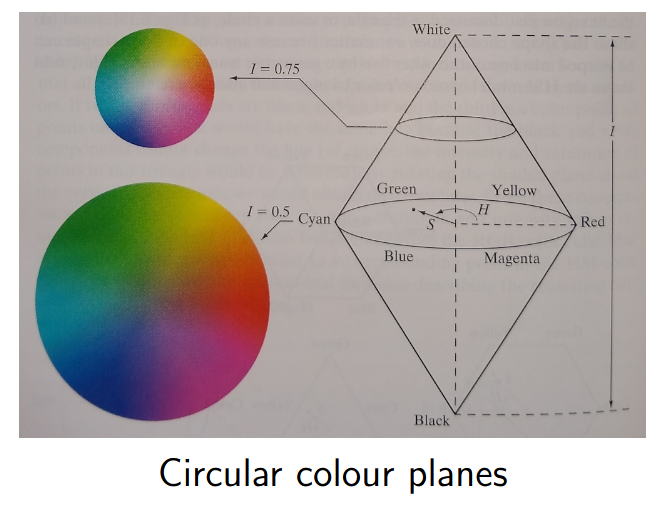 White
I = 0.75
I
Green
Yellow
I = 0.5
Cyan
H
S
Red
Blue
Magenta
Black
Circular colour planes